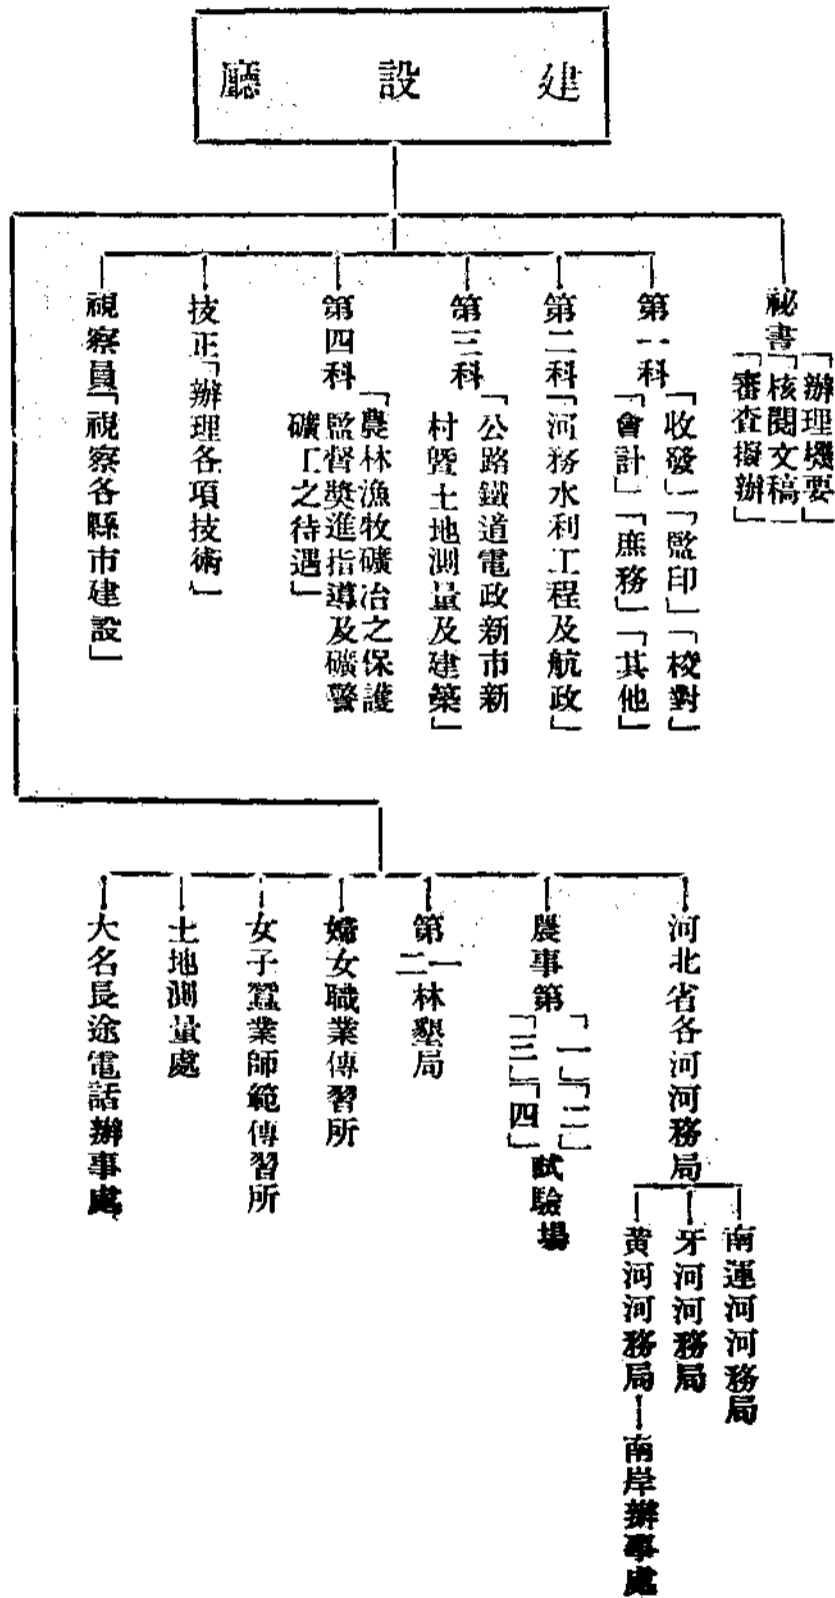 建設廳
祕書
「辦理機要」
「核閱文稿」
「審查擬辦」
第一科
「收發」「監印」「校對」
「會計」「庶務」「其他」
第二科「河務水利工程及航政」
第三科
「公路鐵道電政新市新
村暨土地測量及建築」
第四科
「農林漁牧礦冶之保護
監督獎進指導及礦警
礦工之待遇」
技正「辦理各項技術」
視察員「視察各縣市建設」
河北省各河河務局
南運河河務局
牙河河務局
黃河河務局
南岸辦事處
農事第
「一」「二」
「三」「四」
試驗場
第一二林墾局
婦女職業傳習所
女子蠶業師範傳習所
土地測量處
大名長途電話辦事處